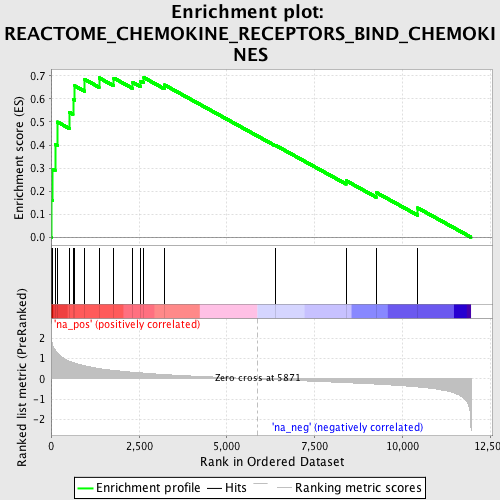 Enrichment plot:
REACTOME_CHEMOKINE_RECEPTORS_BIND_CHEMOKI
NES
Enrichment score (ES)
0.7
0.6
0.5
0.4
0.3
0.2
0.1
0.0
'na_pos' (positively correlated)
Ranked list metric (PreRanked)
2
1
0
-1
-2
Zero cross at 5871
'na_neg' (negatively correlated)
0 2,500 5,000 7,500 10,000 12,50
Rank in Ordered Dataset
Enrichment profile Hits Ranking metric scores